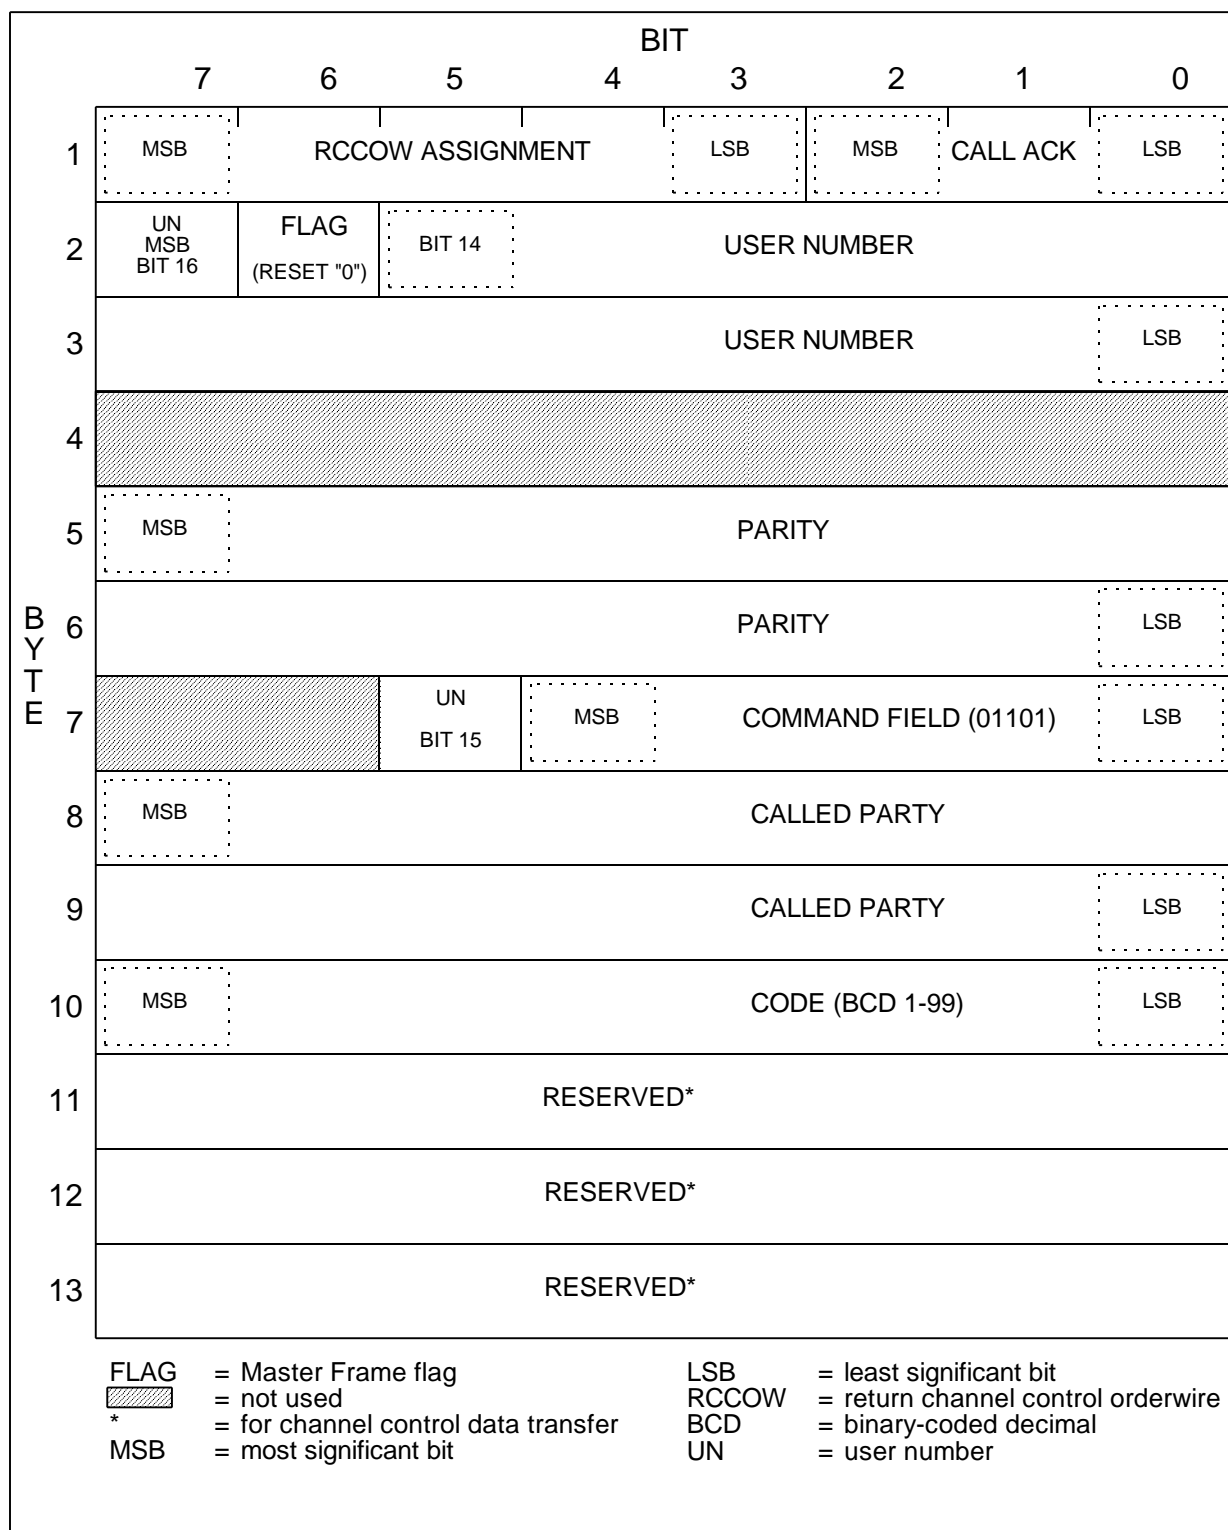 BIT
7 6 5 4 3 2 1 0
1 MSB RCCOW ASSIGNMENT LSB MSB CALL ACK LSB
2 UN MSB BIT 16 FLAG (RESET "0") BIT 14 USER NUMBER
3 USER NUMBER LSB
4
5 MSB PARITY
6 PARITY LSB
BYTE
7 UN BIT 15 MSB COMMAND FIELD (01101) LSB
8 MSB CALLED PARTY
9 CALLED PARTY LSB
10 MSB CODE (BCD 1-99) LSB
11 RESERVED*
12 RESERVED*
13 RESERVED*
FLAG = Master Frame flag LSB = least significant bit
= not used RCCOW = return channel control orderwire
* = for channel control data transfer BCD = binary-coded decimal
MSB = most significant bit UN = user number